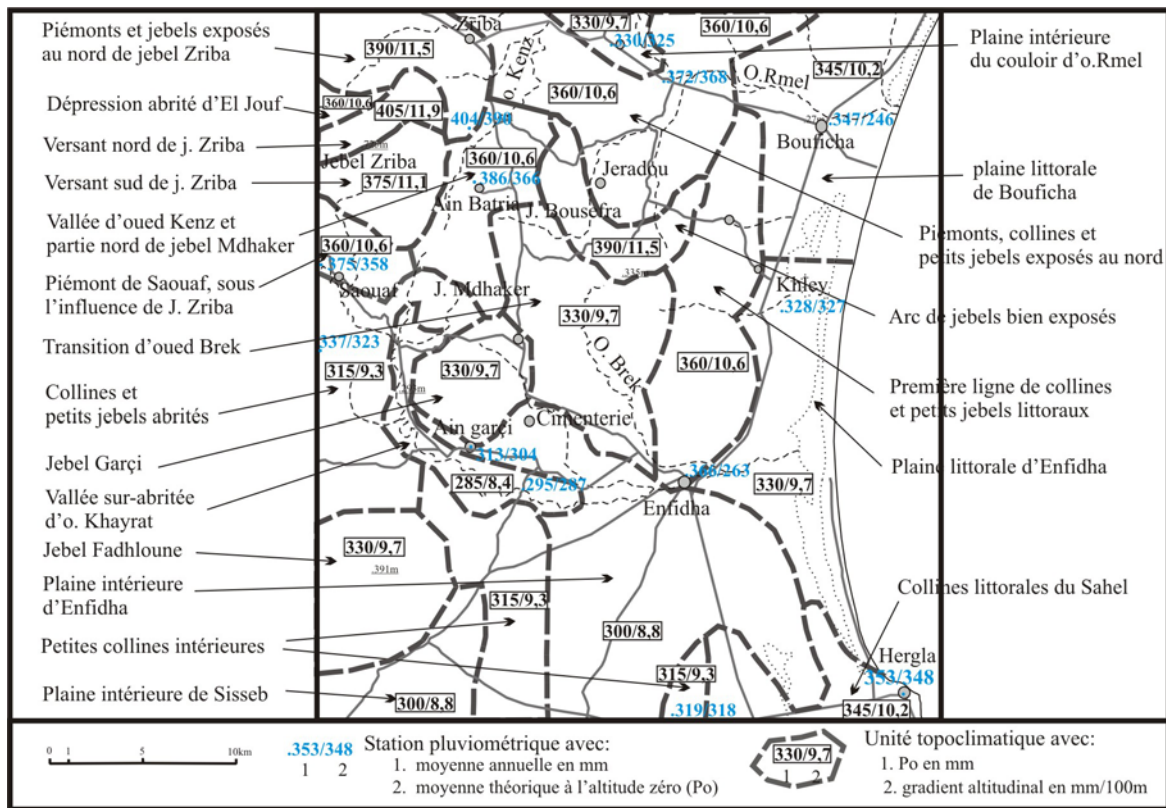 Piémonts et jebels exposés
au nord de jebel Zriba
Dépression abrité d'El Jouf
Versant nord de j. Zriba
Versant sud de j. Zriba
Vallée d'oued Kenz et
partie nord de jebel Mdhaker
Piémont de Saouaf, sous
l'influence de J. Zriba
Transition d'oued Brek
Collines et
petits jebels abrités
Jebel Garçi
Vallée sur-abritée
d'o. Khayrat
Jebel Fadhloune
Plaine intérieure
d'Enfidha
Petites collines intérieures
Plaine intérieure de Sisseb
Zriba
330/9,7
360/10,6
.330/325
390/11,5
o. Kenz
.372/368
O.Rmel
345/10,2
360/10,6
360/10,6
405/11,9
404/390
.347/246
Bouficha
Jebel Zriba
360/10,6
.386/366
375/11,1
Jeradou
Ain Batria
J. Bousefra
360/10,6
.375/358
390/11,5
.335m
Saouaf
J. Mdhaker
Khley
.328/327
330/9,7
.337/323
O. Brek
360/10,6
315/9,3
330/9,7
Cimenterie
Ain garçi
.313/304
.366/263
285/8,4
295/287
330/9,7
Enfidha
330/9,7
.391m
315/9,3
300/8,8
315/9,3
Hergla
.353/348
300/8,8
.319/318
345/10,2
Plaine intérieure
du couloir d'o.Rmel
plaine littorale
de Bouficha
Piémonts, collines et
petits jebels exposés au nord
Arc de jebels bien exposés
Première ligne de collines
et petits jebels littoraux
Plaine littorale d'Enfidha
Collines littorales du Sahel
0 1 5 10km
.353/348
1 2
Station pluviométrique avec:
1. moyenne annuelle en mm
2. moyenne théorique à l'altitude zéro (Po)
330/9,7
1 2
Unité topoclimatique avec:
1. Po en mm
2. gradient altitudinal en mm/100m